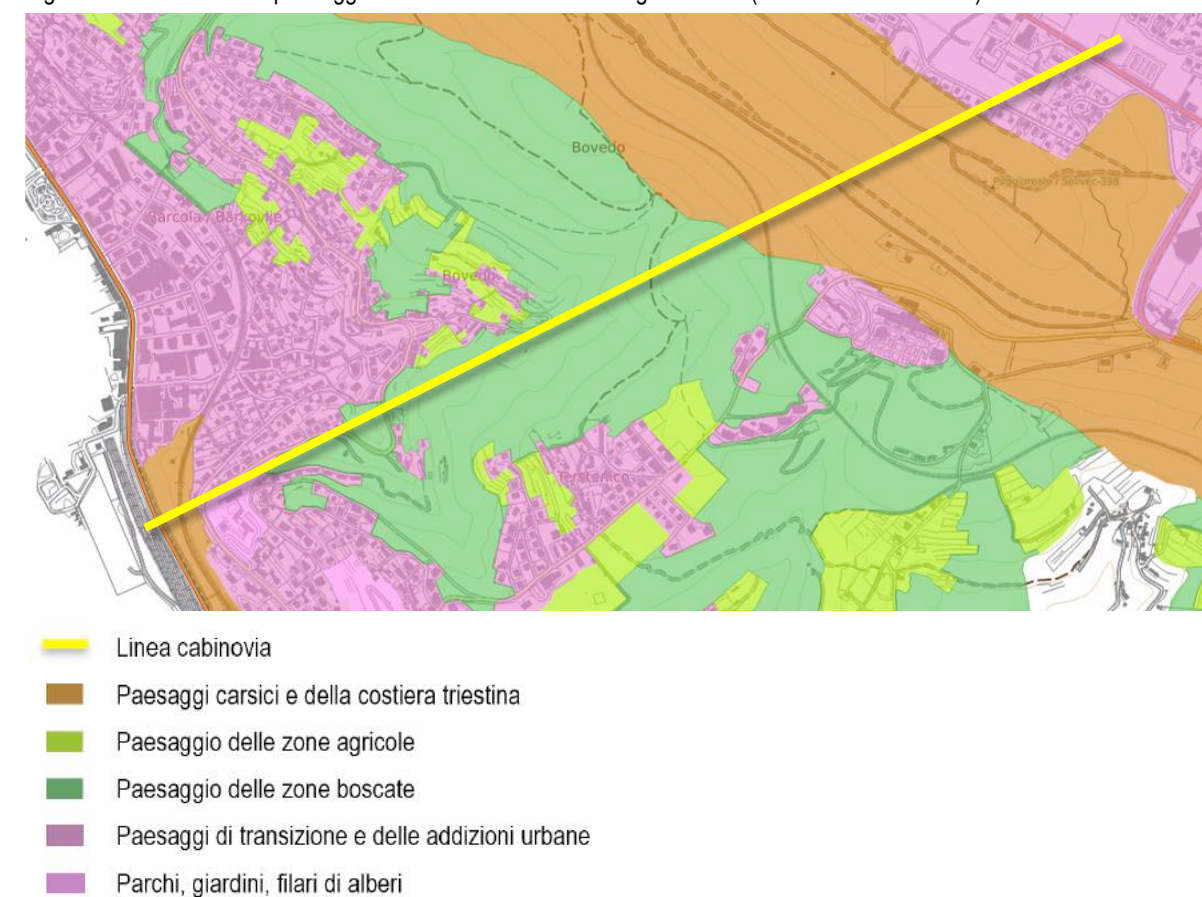 Bovedo
Poggioreale / Selivec 398
Barcola / Barkovlje
Bovedo
Terstenico
Linea cabinovia
Paesaggi carsici e della costiera triestina
Paesaggio delle zone agricole
Paesaggio delle zone boscate
Paesaggi di transizione e delle addizioni urbane
Parchi, giardini, filari di alberi